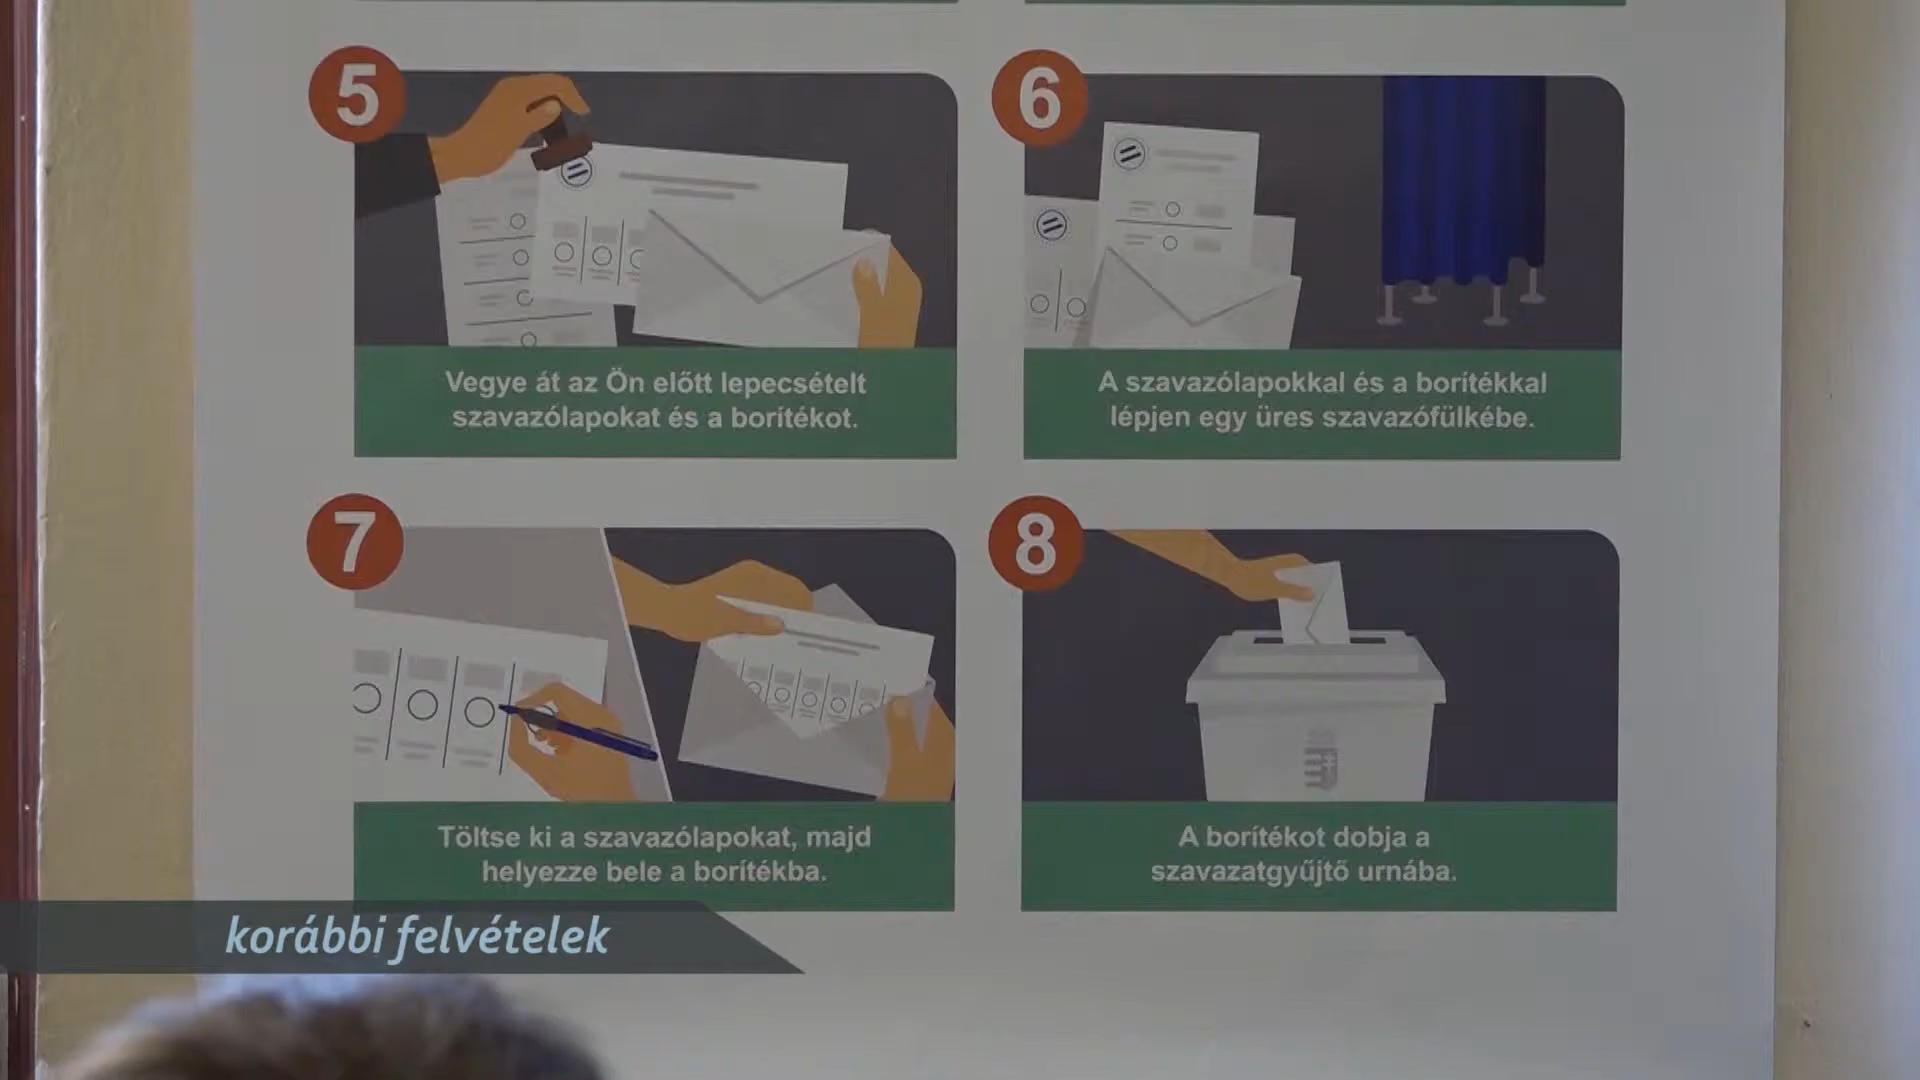 5
Vegye át az Ön előtt lepecsételt
szavazólapokat és a borítékot.
6
A szavazólapokkal és a borítékkal
lépjen egy üres szavazófülkébe.
7
Töltse ki a szavazólapokat, majd
helyezze bele a borítékba.
8
A borítékot dobja a
szavazatgyűjtő urnába.
korábbi felvételek